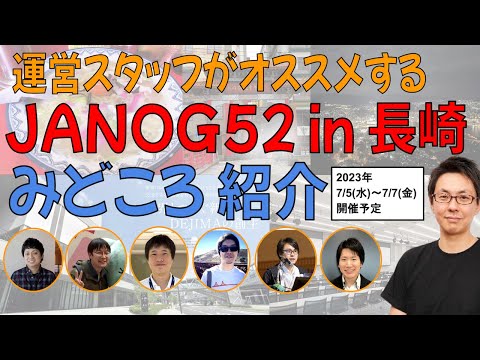 運営スタッフがオススメする
JANOG52 in 長崎
みどころ 紹介
2023年
7/5(水)~7/7(金)
開催予定